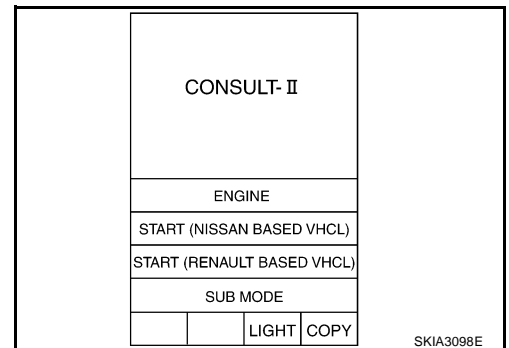 CONSULT-Ⅱ
ENGINE
START (NISSAN BASED VHCL)
START (RENAULT BASED VHCL)
SUB MODE
LIGHT COPY
SKIA3098E